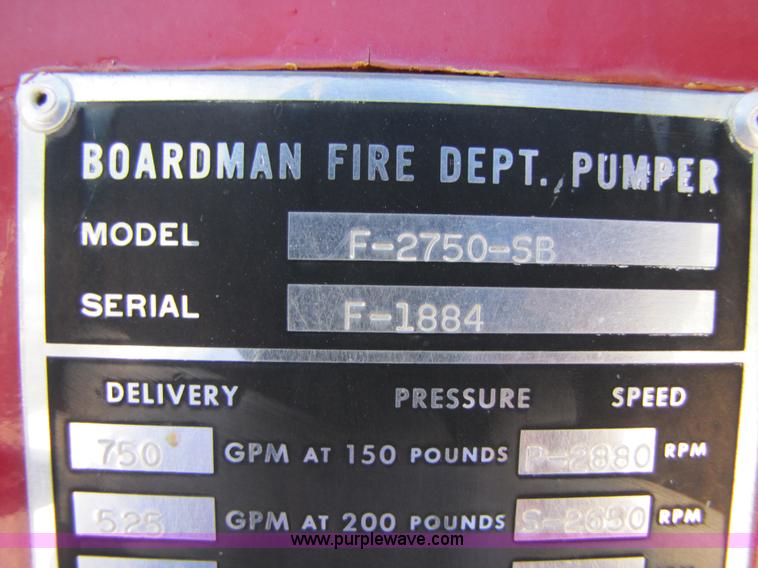 BOARDMAN FIRE DEPT. PUMPER
MODEL F-2750-SB
SERIAL F-1884
DELIVERY PRESSURE SPEED
750 GPM AT 150 POUNDS P-2880 RPM
525 GPM AT 200 POUNDS S-2650 RPM
www.purplewave.com